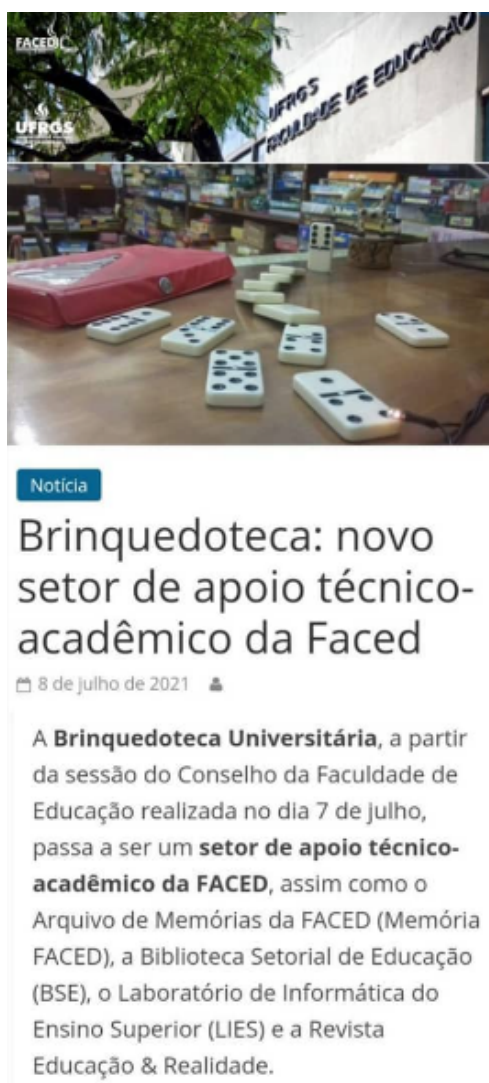 FACED
UFRGS
UFRGS
FACULDADE DE EDUCAÇÃO
Notícia
Brinquedoteca: novo
setor de apoio técnico-
acadêmico da Faced
8 de julho de 2021
A Brinquedoteca Universitária, a partir
da sessão do Conselho da Faculdade de
Educação realizada no dia 7 de julho,
passa a ser um setor de apoio técnico-
acadêmico da FACED, assim como o
Arquivo de Memórias da FACED (Memória
FACED), a Biblioteca Setorial de Educação
(BSE), o Laboratório de Informática do
Ensino Superior (LIES) e a Revista
Educação & Realidade.